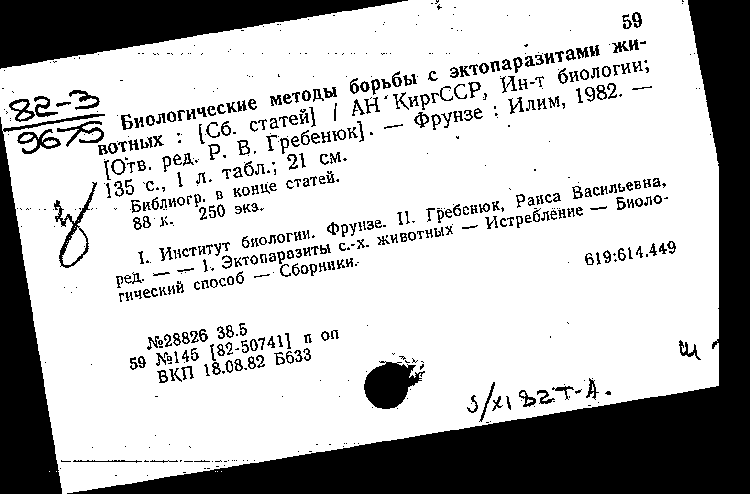 59
82-3
9679
Биологические методы борьбы с эктопаразитами жи-
вотных : [Сб. статей] / АН КиргССР, Ин-т биологии;
[Отв. ред. Р. В. Гребенюк]. — Фрунзе : Илим, 1982. —
135 с., 1 л. табл.; 21 см.
Библиогр. в конце статей.
88 к. 250 экз.
I. Институт биологии. Фрунзе. II. Гребенюк, Раиса Васильевна,
ред. — — 1. Эктопаразиты с.-х. животных — Истребление — Биоло-
гический способ — Сборники.
619:614.449
№28826 38.5
59 №145 [82-50741] п оп
ВКП 18.08.82 Б633